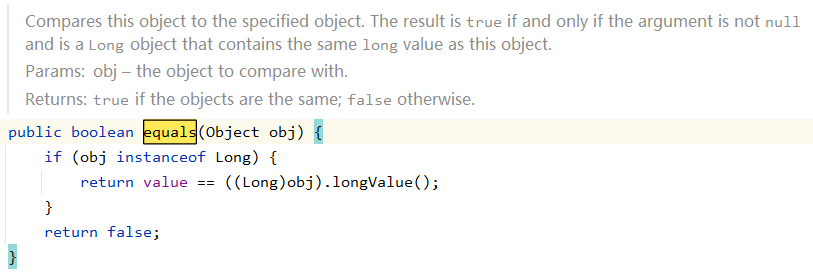 Compares this object to the specified object. The result is true if and only if the argument is not null
and is a Long object that contains the same long value as this object.
Params: obj – the object to compare with.
Returns: true if the objects are the same; false otherwise.
public boolean equals(Object obj) {
    if (obj instanceof Long) {
        return value == ((Long)obj).longValue();
    }
    return false;
}